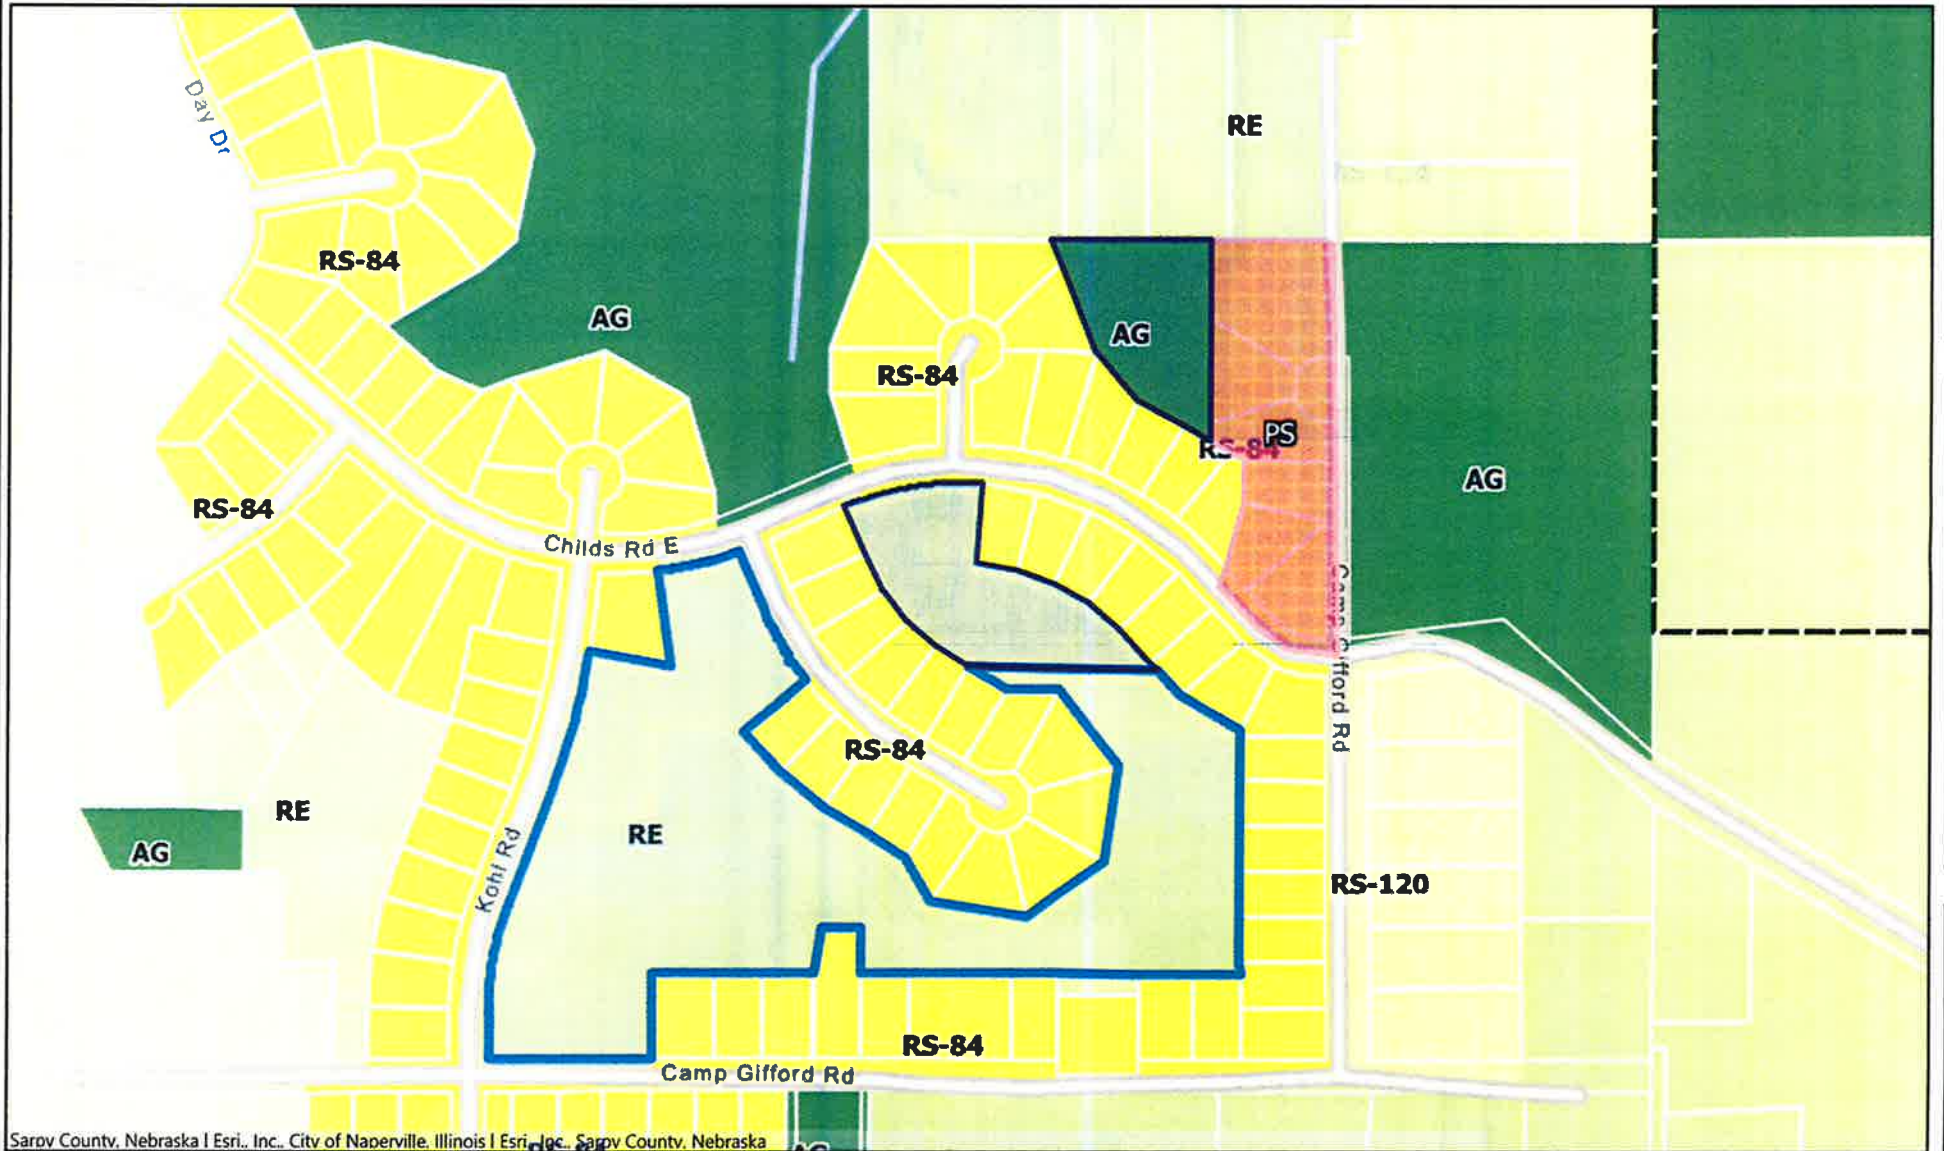 Day Dr
RE
RS-84
AG
AG
RS-84
PS
RS-84
AG
RS-84
Childs Rd E
Camp Gifford Rd
RS-84
RE
RE
AG
Kohl Rd
RS-120
RS-84
Camp Gifford Rd
Sarpy County, Nebraska | Esri., Inc., City of Naperville, Illinois | Esri, Inc., Sarpy County, Nebraska
AG